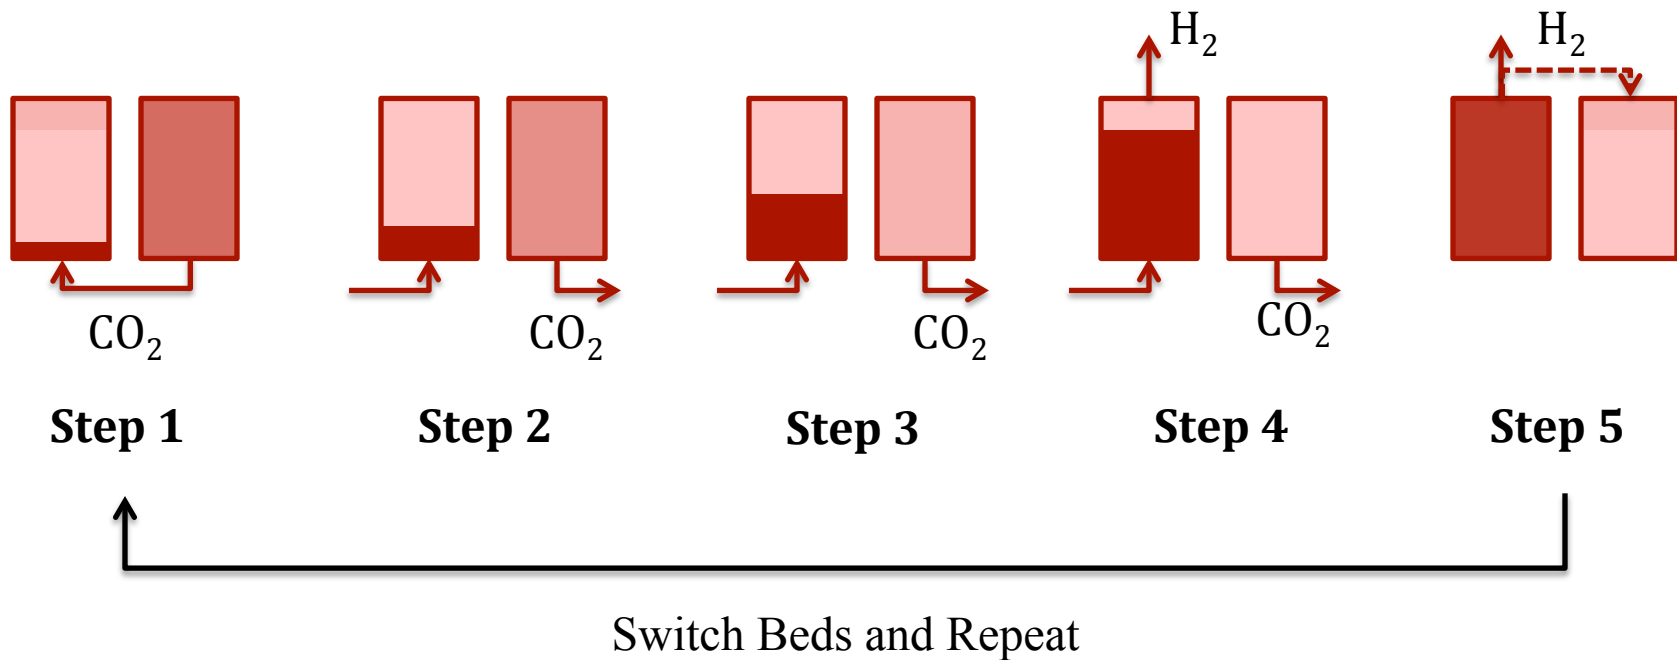 H₂ H₂
CO₂ CO₂ CO₂ CO₂
Step 1 Step 2 Step 3 Step 4 Step 5
Switch Beds and Repeat